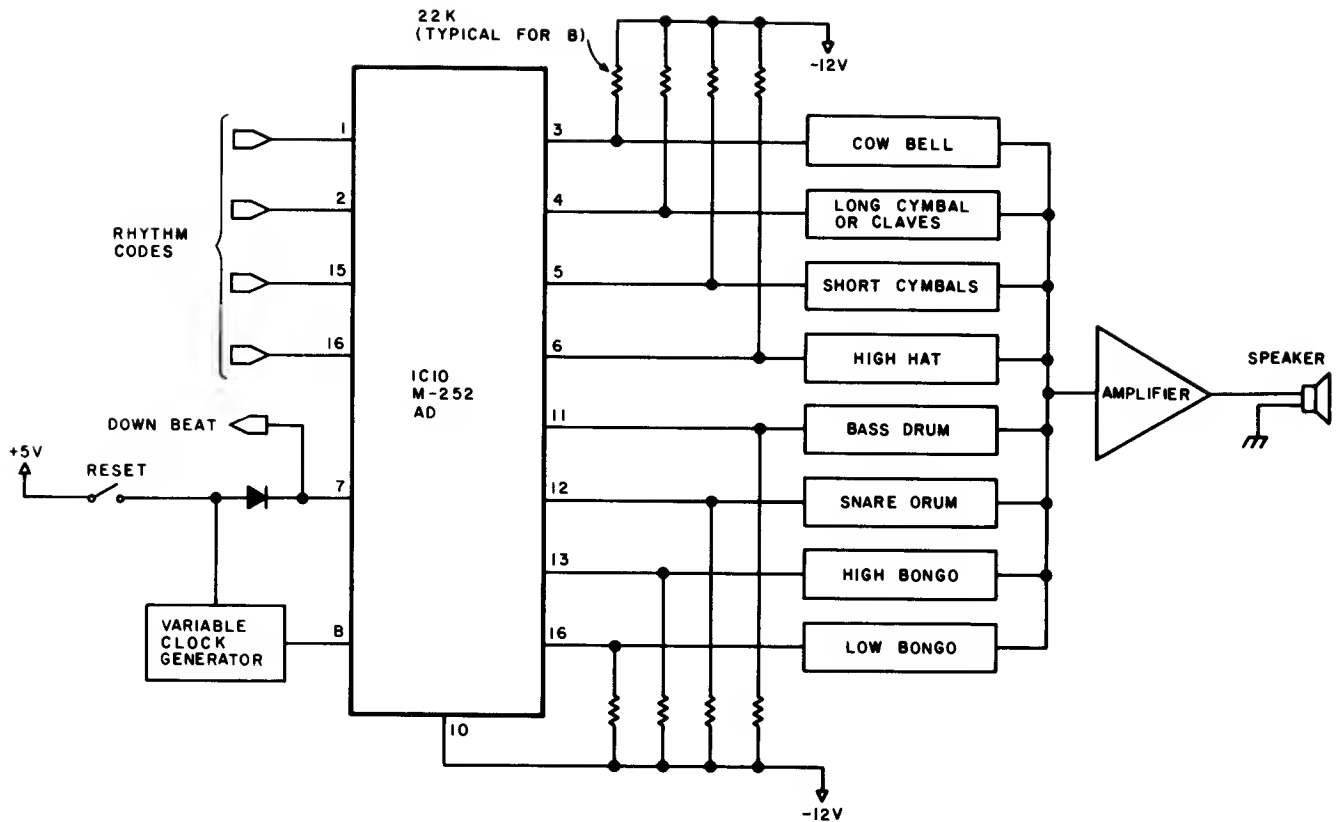 22K
(TYPICAL FOR B)
-12V
1
3
COW BELL
2
4
LONG CYMBAL
OR CLAVES
RHYTHM
CODES
15
5
SHORT CYMBALS
16
6
HIGH HAT
IC10
M-252
AD
SPEAKER
AMPLIFIER
DOWN BEAT
11
BASS DRUM
+5V
RESET
7
12
SNARE DRUM
13
HIGH BONGO
VARIABLE
CLOCK
GENERATOR
B
16
LOW BONGO
10
-12V